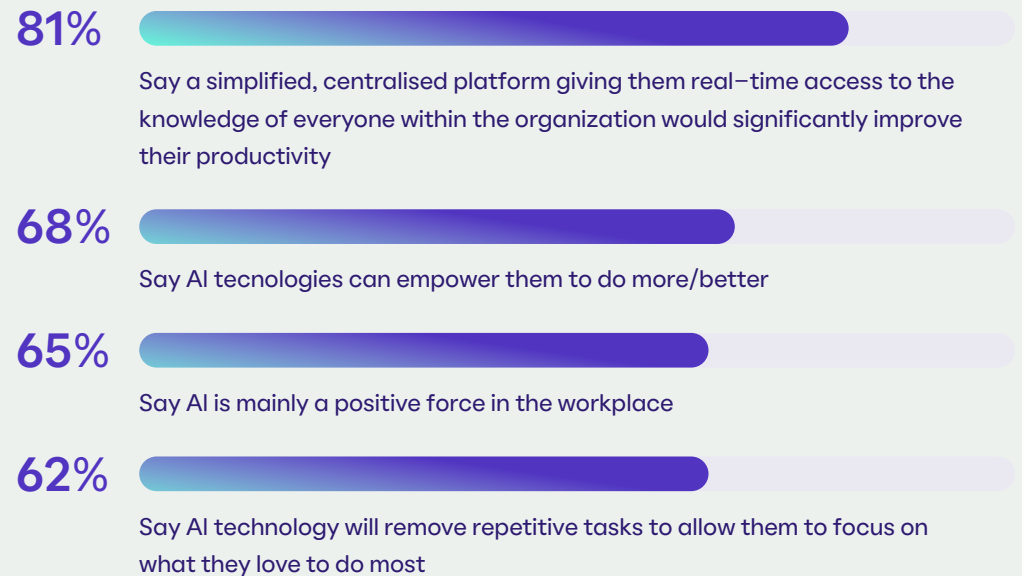 81%
Say a simplified, centralised platform giving them real-time access to the
knowledge of everyone within the organization would significantly improve
their productivity
68%
Say AI tecnologies can empower them to do more/better
65%
Say AI is mainly a positive force in the workplace
62%
Say AI technology will remove repetitive tasks to allow them to focus on
what they love to do most